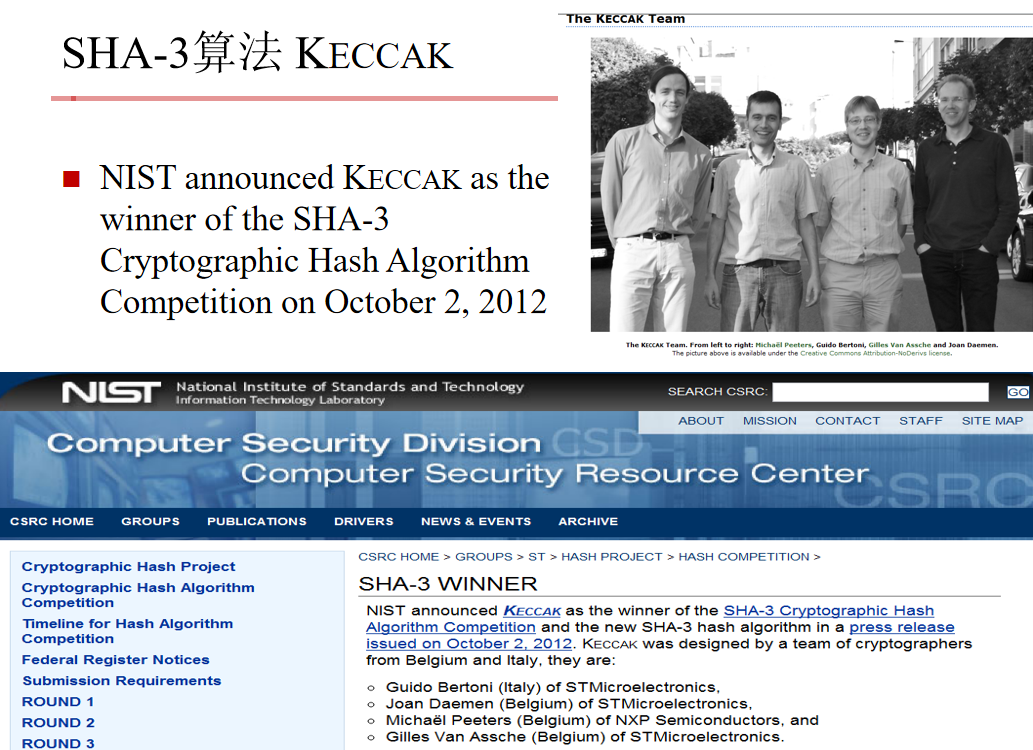 SHA-3算法 KECCAK
NIST announced KECCAK as the
winner of the SHA-3
Cryptographic Hash Algorithm
Competition on October 2, 2012
The KECCAK Team
The KECCAK Team. From left to right: Michaël Peeters, Guido Bertoni, Gilles Van Assche and Joan Daemen.
The picture above is available under the Creative Commons Attribution-NoDerivs license.
NIST
National Institute of Standards and Technology
Information Technology Laboratory
SEARCH CSRC:
GO
ABOUT MISSION CONTACT STAFF SITE MAP
Computer Security Division
CSD
Computer Security Resource Center
CSRC
CSRC HOME GROUPS PUBLICATIONS DRIVERS NEWS & EVENTS ARCHIVE
Cryptographic Hash Project
Cryptographic Hash Algorithm
Competition
Timeline for Hash Algorithm
Competition
Federal Register Notices
Submission Requirements
ROUND 1
ROUND 2
ROUND 3
CSRC HOME > GROUPS > ST > HASH PROJECT > HASH COMPETITION >
SHA-3 WINNER
NIST announced KECCAK as the winner of the SHA-3 Cryptographic Hash
Algorithm Competition and the new SHA-3 hash algorithm in a press release
issued on October 2, 2012. KECCAK was designed by a team of cryptographers
from Belgium and Italy, they are:
Guido Bertoni (Italy) of STMicroelectronics,
Joan Daemen (Belgium) of STMicroelectronics,
Michaël Peeters (Belgium) of NXP Semiconductors, and
Gilles Van Assche (Belgium) of STMicroelectronics.